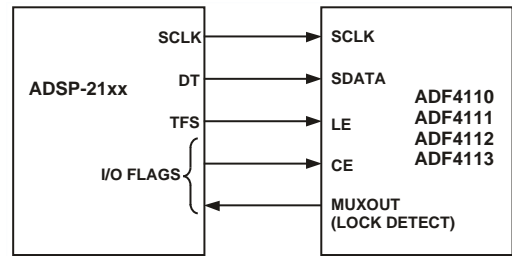 ADSP-21xx
SCLK
DT
TFS
I/O FLAGS
SCLK
SDATA
LE
CE
MUXOUT
(LOCK DETECT)
ADF4110
ADF4111
ADF4112
ADF4113